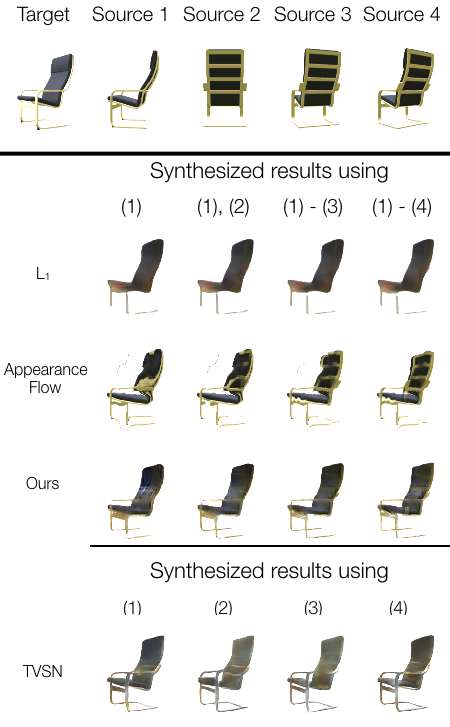 Target Source 1 Source 2 Source 3 Source 4
Synthesized results using
(1) (1), (2) (1) - (3) (1) - (4)
L₁
Appearance
Flow
Ours
Synthesized results using
(1) (2) (3) (4)
TVSN